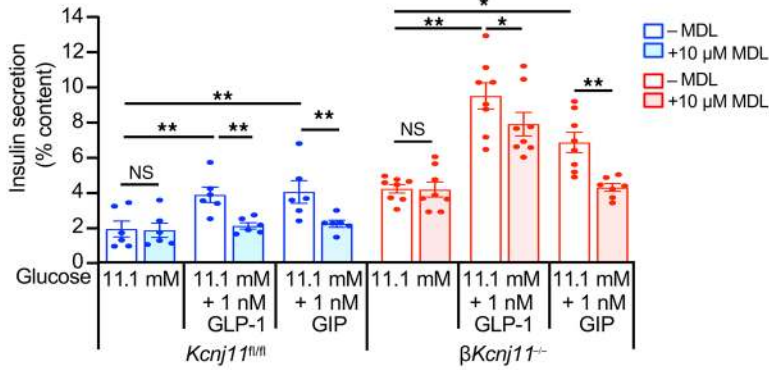 Insulin secretion
(% content)
14
12
10
8
6
4
2
0
NS
**
**
**
**
NS
**
*
*
**
– MDL
+10 µM MDL
– MDL
+10 µM MDL
Glucose
11.1 mM
11.1 mM
+ 1 nM
GLP-1
11.1 mM
+ 1 nM
GIP
11.1 mM
11.1 mM
+ 1 nM
GLP-1
11.1 mM
+ 1 nM
GIP
Kcnj11fl/fl
βKcnj11–/–